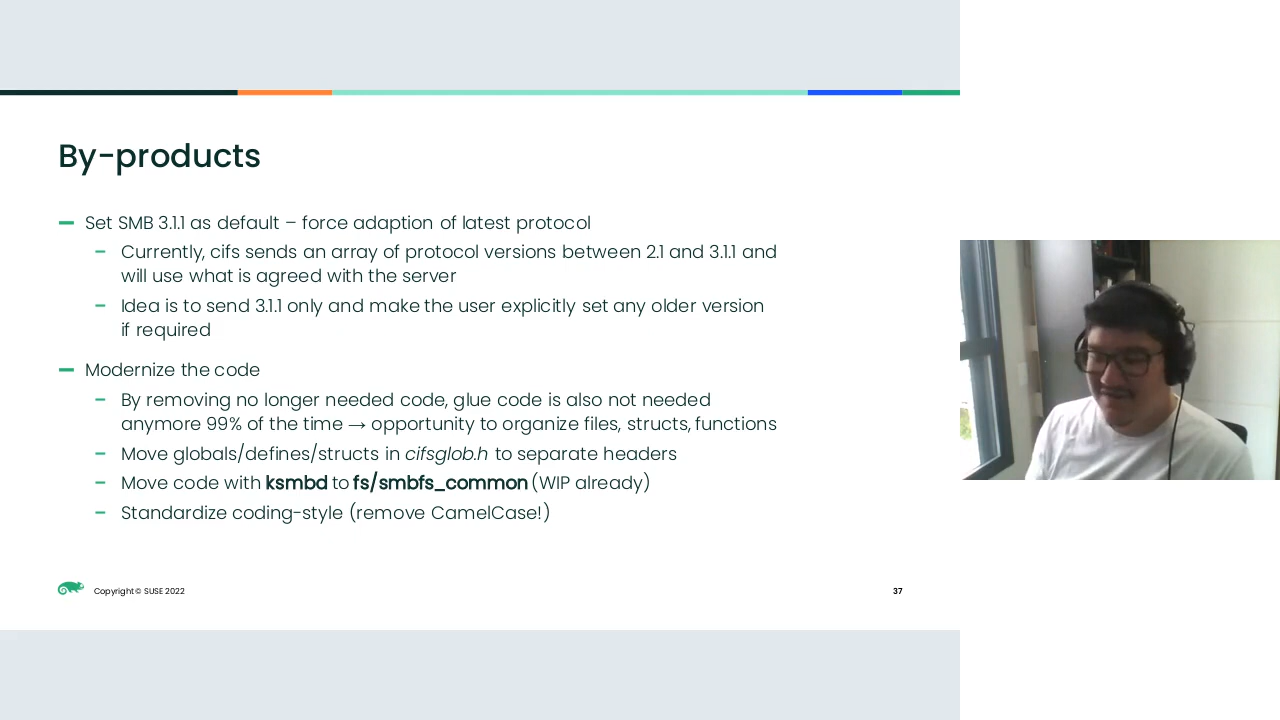 By-products
Set SMB 3.1.1 as default – force adaption of latest protocol
Currently, cifs sends an array of protocol versions between 2.1 and 3.1.1 and
will use what is agreed with the server
Idea is to send 3.1.1 only and make the user explicitly set any older version
if required
Modernize the code
By removing no longer needed code, glue code is also not needed
anymore 99% of the time → opportunity to organize files, structs, functions
Move globals/defines/structs in cifsglob.h to separate headers
Move code with ksmbd to fs/smbfs_common (WIP already)
Standardize coding-style (remove CamelCase!)
Copyright © SUSE 2022
37